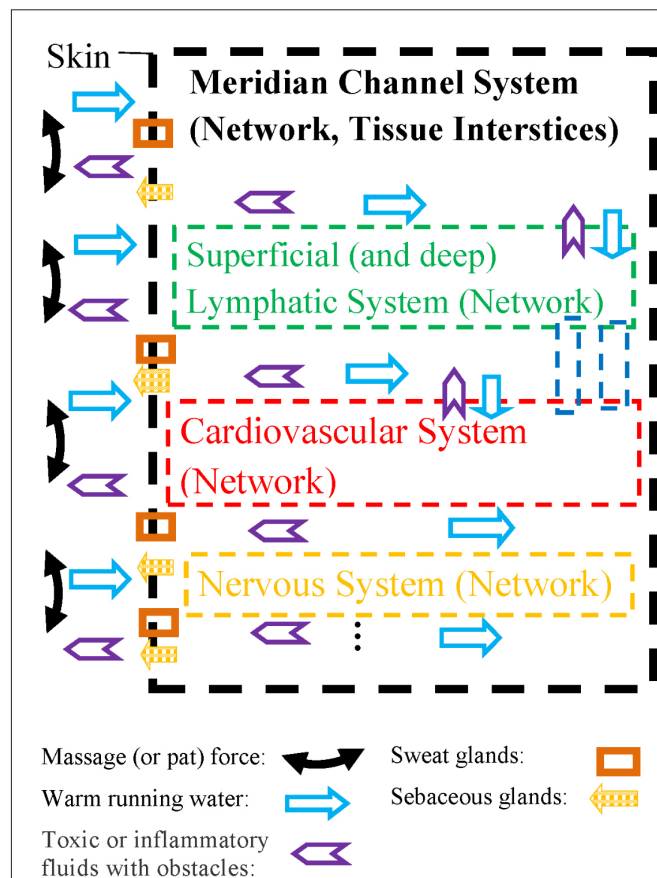 Skin
Meridian Channel System
(Network, Tissue Interstices)
Superficial (and deep)
Lymphatic System (Network)
Cardiovascular System
(Network)
Nervous System (Network)
Massage (or pat) force:
Sweat glands:
Warm running water:
Sebaceous glands:
Toxic or inflammatory
fluids with obstacles: